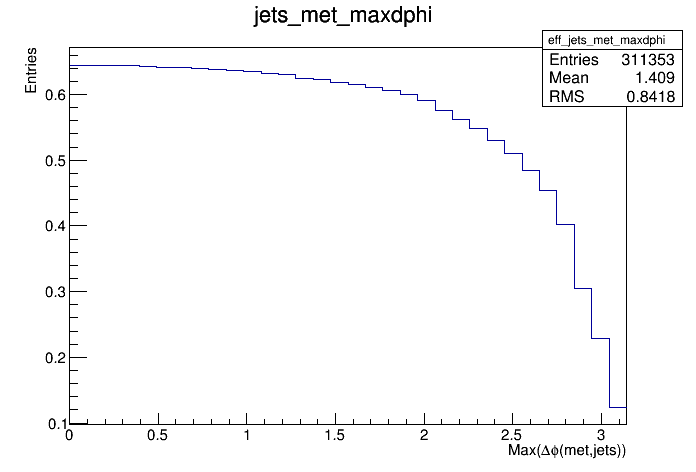 jets_met_maxdphi
eff_jets_met_maxdphi
Entries 311353
Mean 1.409
RMS 0.8418
Entries
0.6
0.5
0.4
0.3
0.2
0.1
0 0.5 1 1.5 2 2.5 3
Max(Δϕ(met,jets))